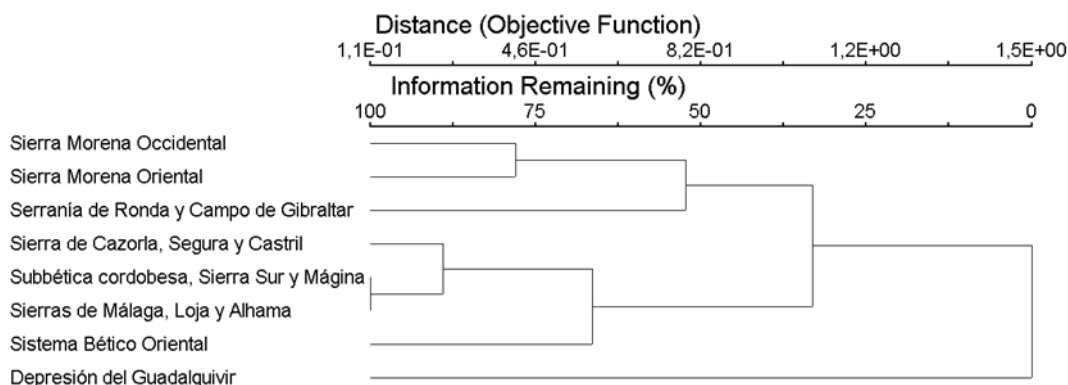 Distance (Objective Function)
1,1E-01 4,6E-01 8,2E-01 1,2E+00 1,5E+00
Information Remaining (%)
100 75 50 25 0
Sierra Morena Occidental
Sierra Morena Oriental
Serranía de Ronda y Campo de Gibraltar
Sierra de Cazorla, Segura y Castril
Subbética cordobesa, Sierra Sur y Mágina
Sierras de Málaga, Loja y Alhama
Sistema Bético Oriental
Depresión del Guadalquivir